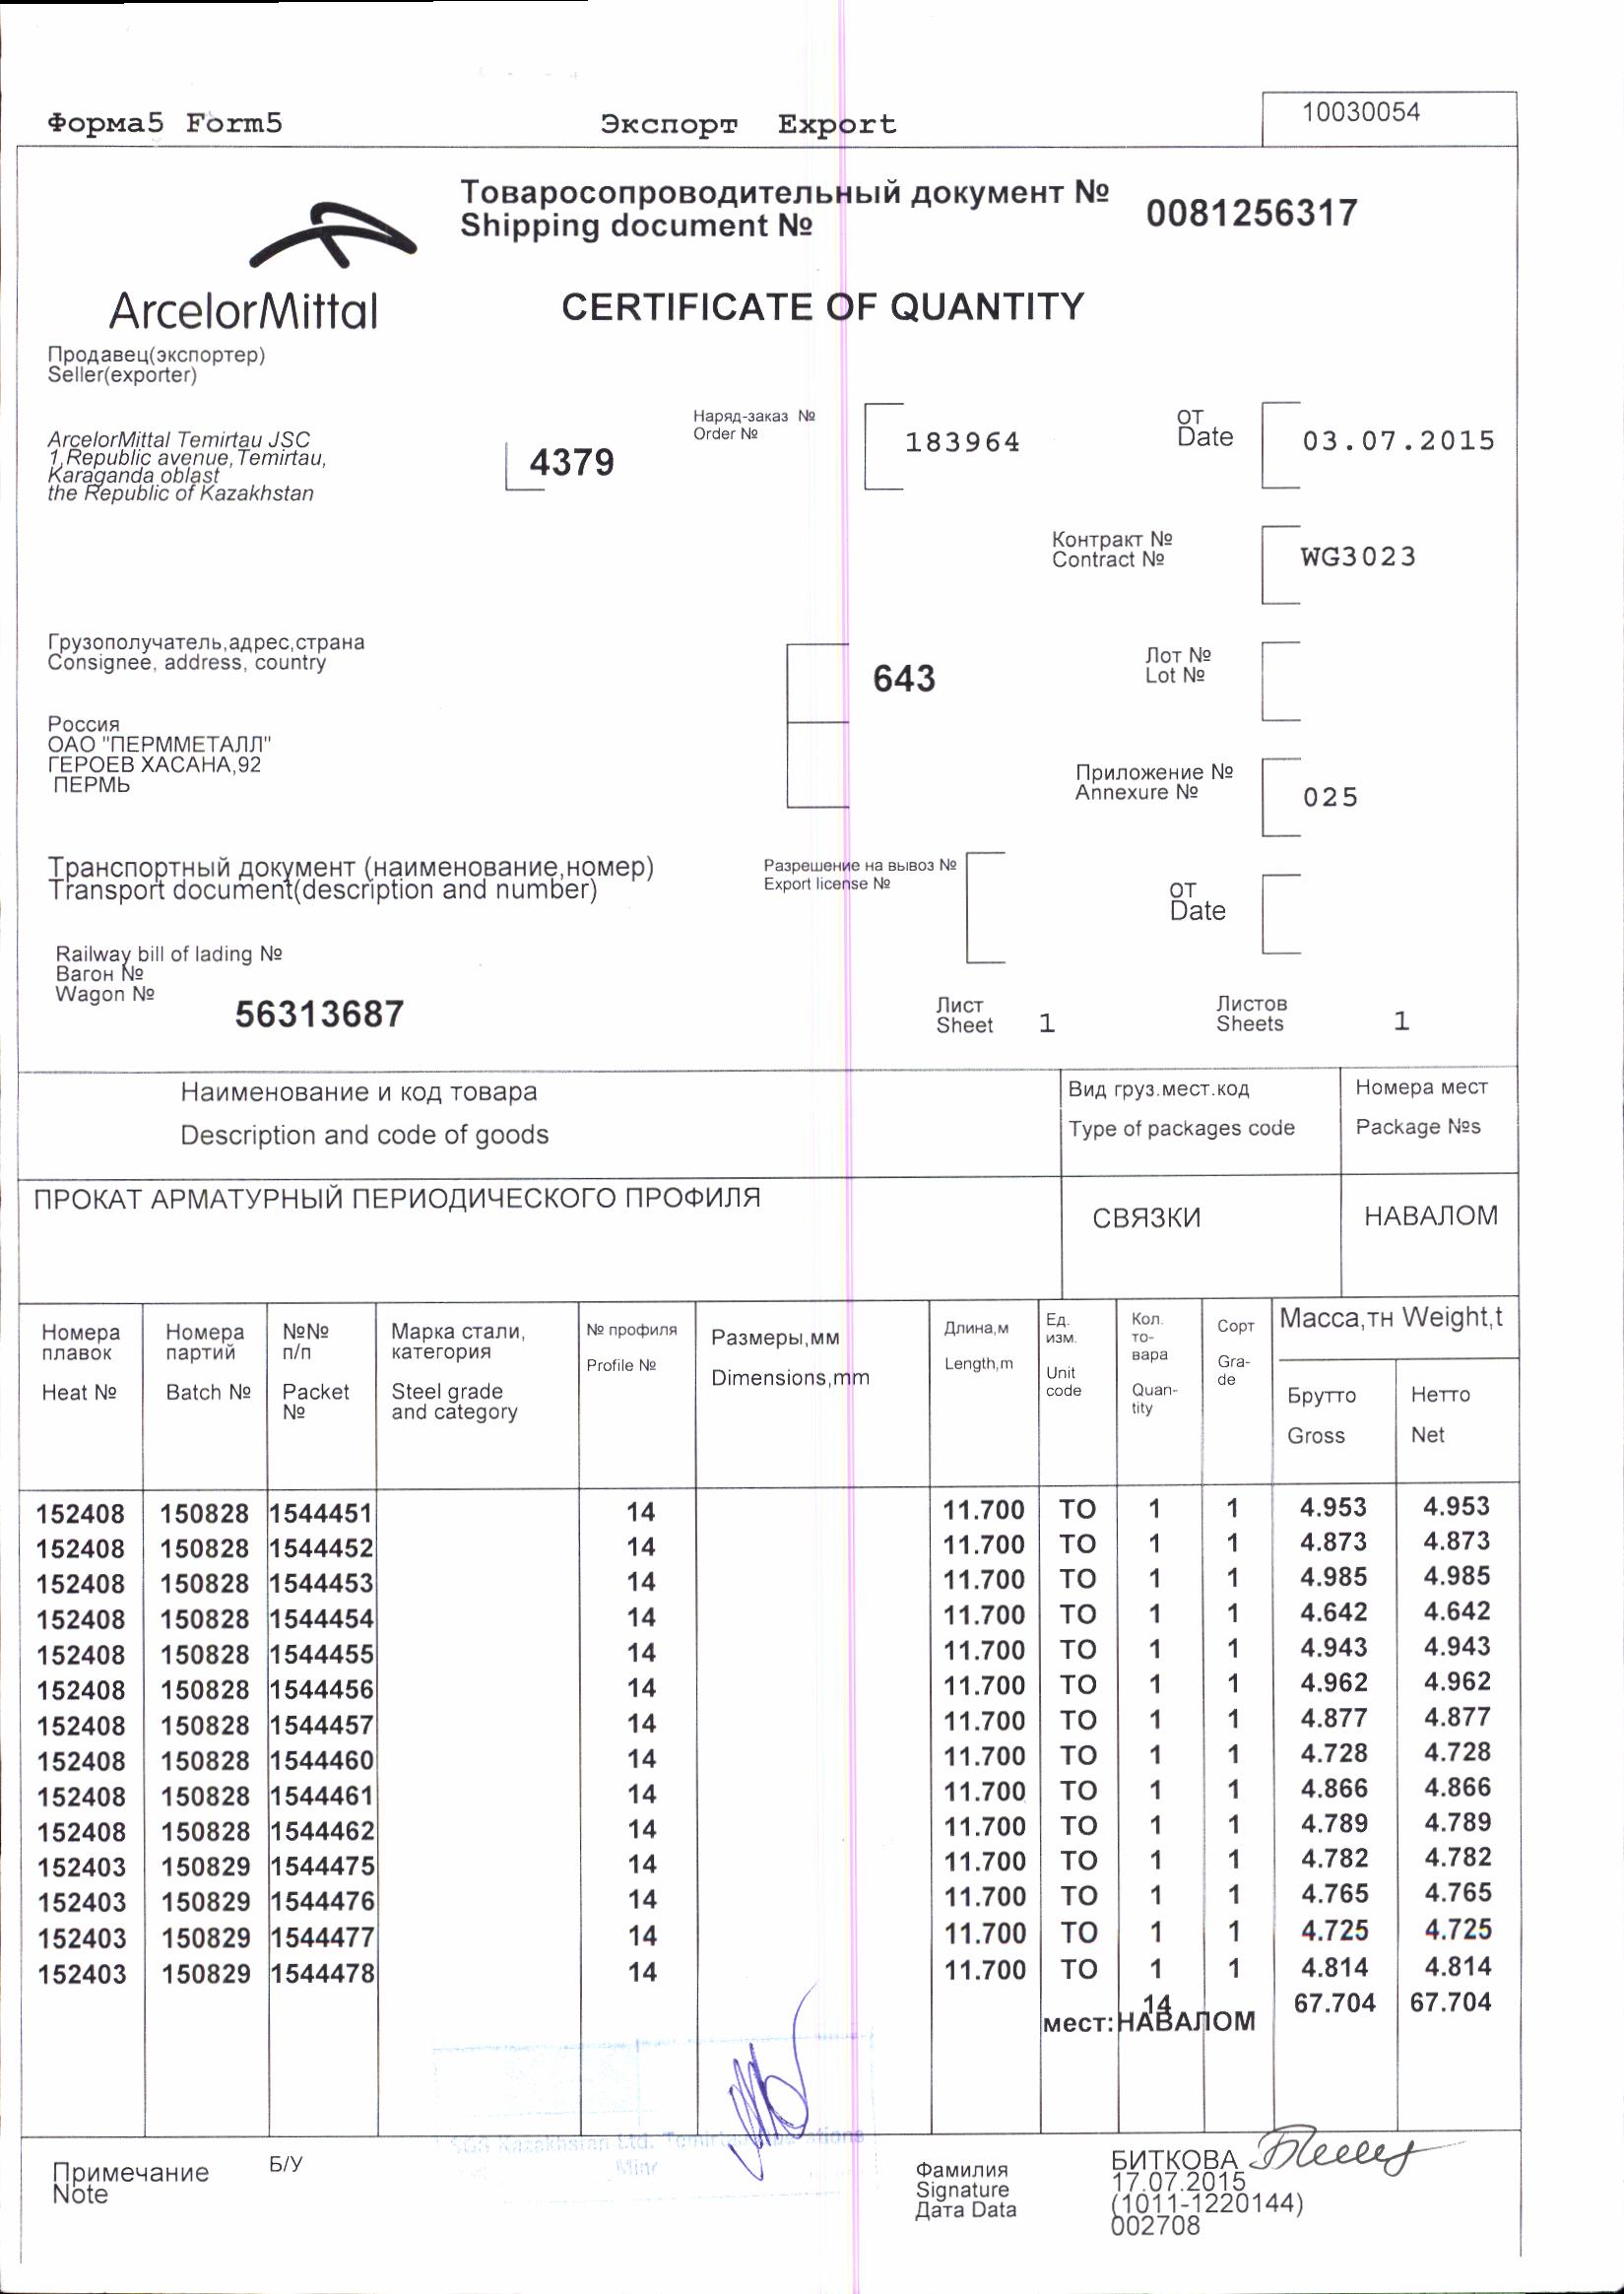 Форма5 Form5 Экспорт Export 10030054
Товаросопроводительный документ №
Shipping document №
0081256317
ArcelorMittal
CERTIFICATE OF QUANTITY
Продавец(экспортер)
Seller(exporter)
ArcelorMittal Temirtau JSC
1,Republic avenue, Temirtau,
Karaganda oblast
the Republic of Kazakhstan
4379
Наряд-заказ №
Order №
183964
от
Date
03.07.2015
Контракт №
Contract №
WG3023
Грузополучатель,адрес,страна
Consignee, address, country
643
Лот №
Lot №
Россия
ОАО "ПЕРММЕТАЛЛ"
ГЕРОЕВ ХАСАНА,92
ПЕРМЬ
Приложение №
Annexure №
025
Транспортный документ (наименование,номер)
Transport document(description and number)
Разрешение на вывоз №
Export license №
от
Date
Railway bill of lading №
Вагон №
Wagon №
56313687
Лист
Sheet
1
Листов
Sheets
1
Наименование и код товара
Description and code of goods
Вид груз.мест.код
Type of packages code
Номера мест
Package №s
ПРОКАТ АРМАТУРНЫЙ ПЕРИОДИЧЕСКОГО ПРОФИЛЯ
СВЯЗКИ
НАВАЛОМ
Номера
плавок
Heat №
Номера
партий
Batch №
№№
п/п
Packet
№
Марка стали,
категория
Steel grade
and category
№ профиля
Profile №
Размеры,мм
Dimensions,mm
Длина,м
Length,m
Ед.
изм.
Unit
code
Кол.
то-
вара
Quan-
tity
Сорт
Gra-
de
Масса,тн Weight,t
Брутто
Gross
Нетто
Net
152408 150828 1544451 14 11.700 ТО 1 1 4.953 4.953
152408 150828 1544452 14 11.700 ТО 1 1 4.873 4.873
152408 150828 1544453 14 11.700 ТО 1 1 4.985 4.985
152408 150828 1544454 14 11.700 ТО 1 1 4.642 4.642
152408 150828 1544455 14 11.700 ТО 1 1 4.943 4.943
152408 150828 1544456 14 11.700 ТО 1 1 4.962 4.962
152408 150828 1544457 14 11.700 ТО 1 1 4.877 4.877
152408 150828 1544460 14 11.700 ТО 1 1 4.728 4.728
152408 150828 1544461 14 11.700 ТО 1 1 4.866 4.866
152408 150828 1544462 14 11.700 ТО 1 1 4.789 4.789
152403 150829 1544475 14 11.700 ТО 1 1 4.782 4.782
152403 150829 1544476 14 11.700 ТО 1 1 4.765 4.765
152403 150829 1544477 14 11.700 ТО 1 1 4.725 4.725
152403 150829 1544478 14 11.700 ТО 1 1 4.814 4.814
14 67.704 67.704
мест:НАВАЛОМ
SGS Kazakhstan Ltd.
Примечание
Note
Б/У
Фамилия
Signature
Дата Data
БИТКОВА
17.07.2015
(1011-1220144)
002708